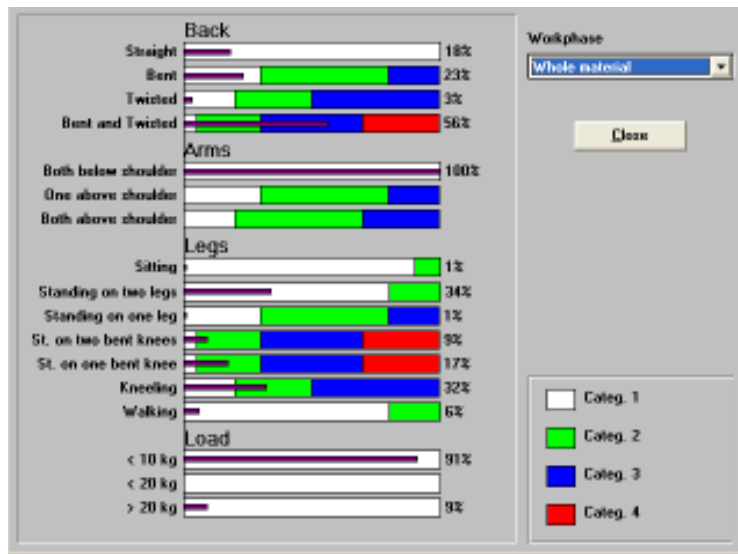 Back
Straight 18%
Bent 23%
Twisted 3%
Bent and Twisted 56%
Arms
Both below shoulder 100%
One above shoulder
Both above shoulder
Legs
Sitting 1%
Standing on two legs 34%
Standing on one leg 1%
St. on two bent knees 9%
St. on one bent knee 17%
Kneeling 32%
Walking 6%
Load
< 10 kg 91%
< 20 kg
> 20 kg 9%
Workphase
Whole material
Close
Categ. 1
Categ. 2
Categ. 3
Categ. 4